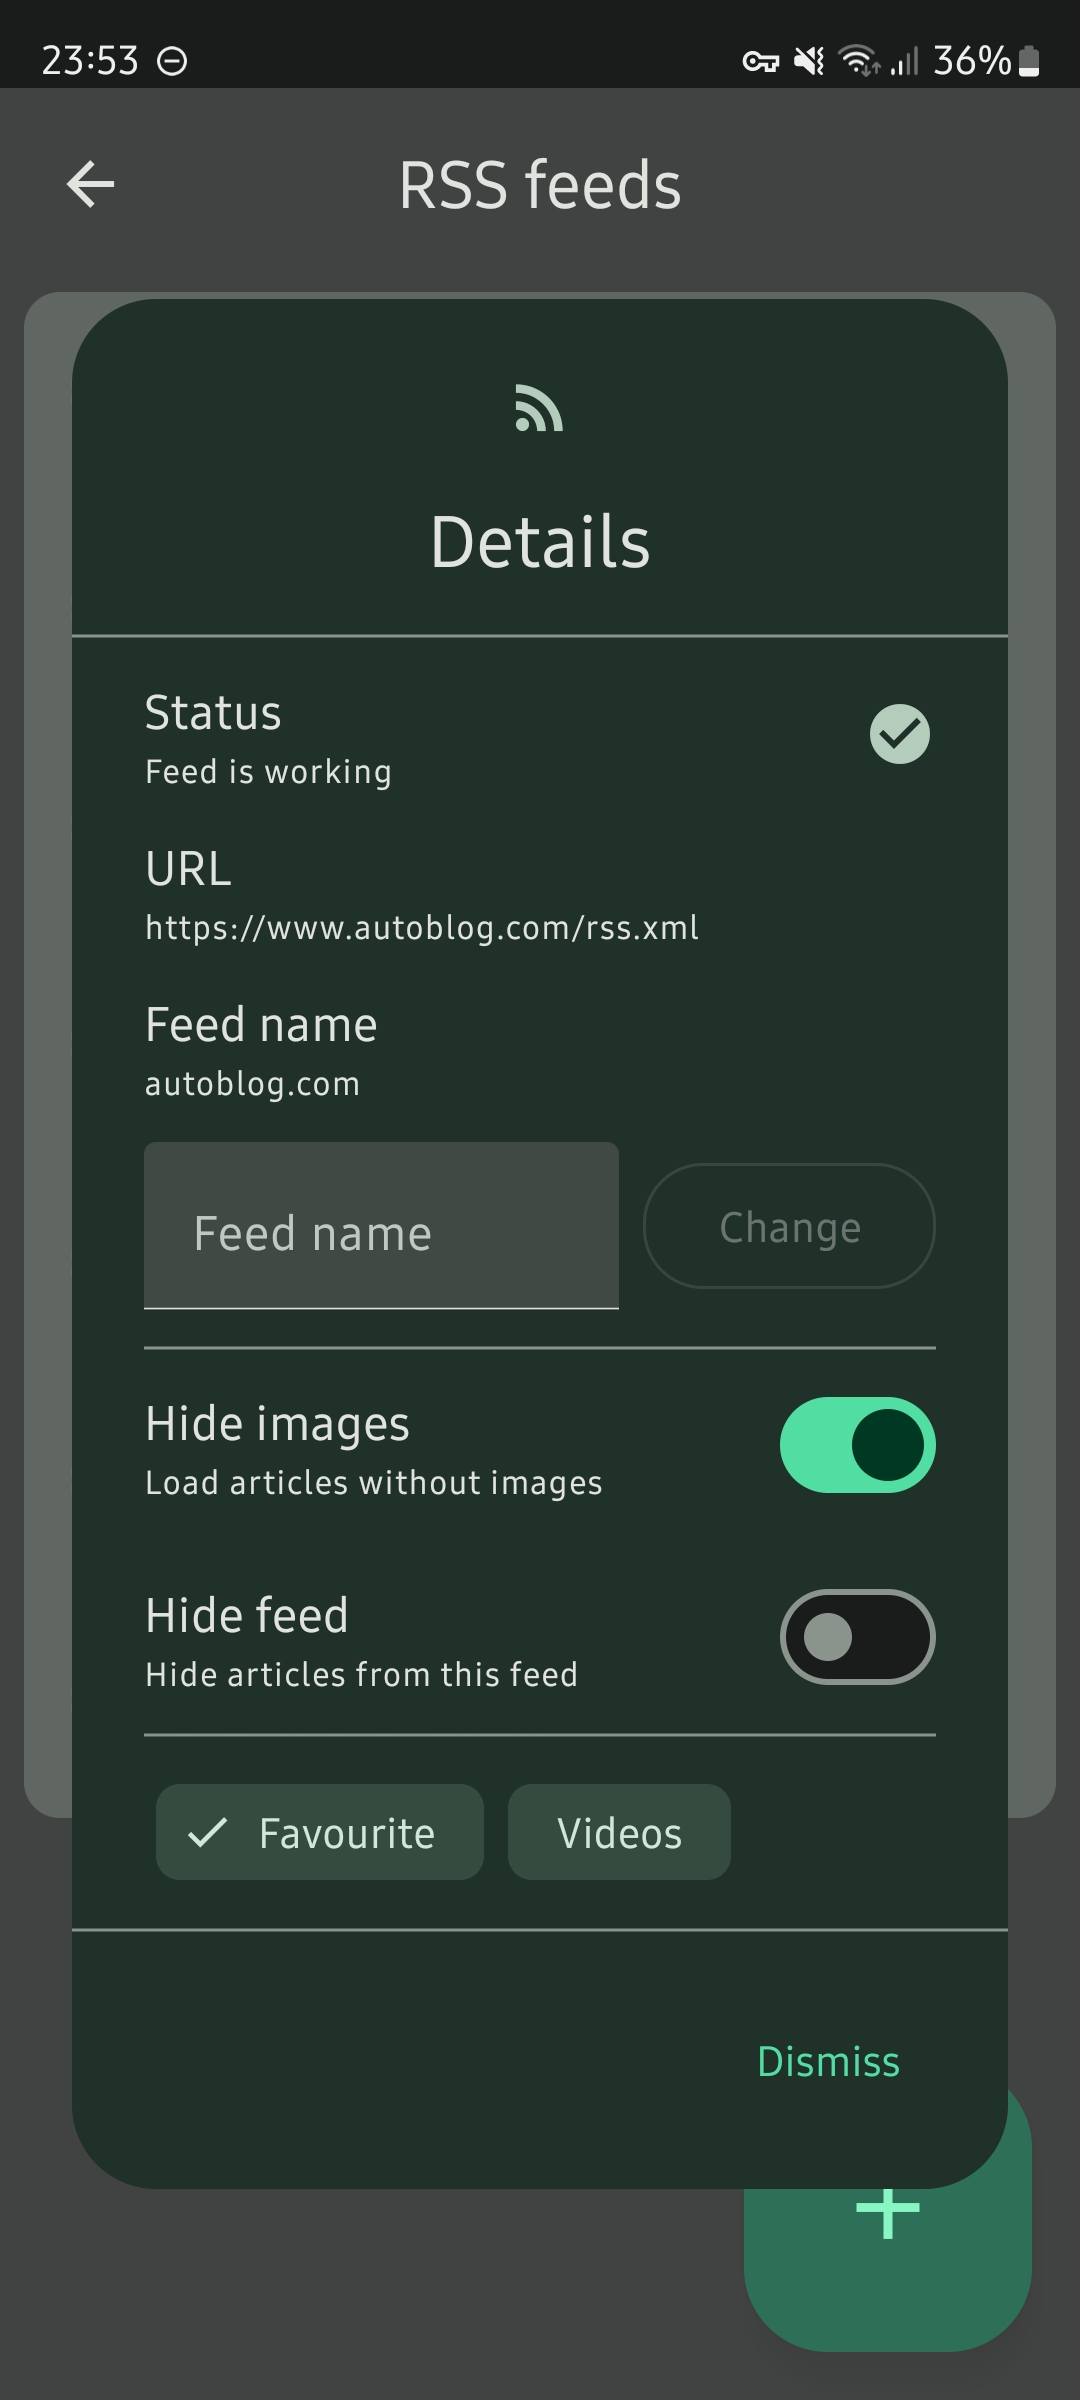 23:53
36%
RSS feeds
Details
Status
Feed is working
URL
https://www.autoblog.com/rss.xml
Feed name
autoblog.com
Feed name
Change
Hide images
Load articles without images
Hide feed
Hide articles from this feed
Favourite
Videos
Dismiss